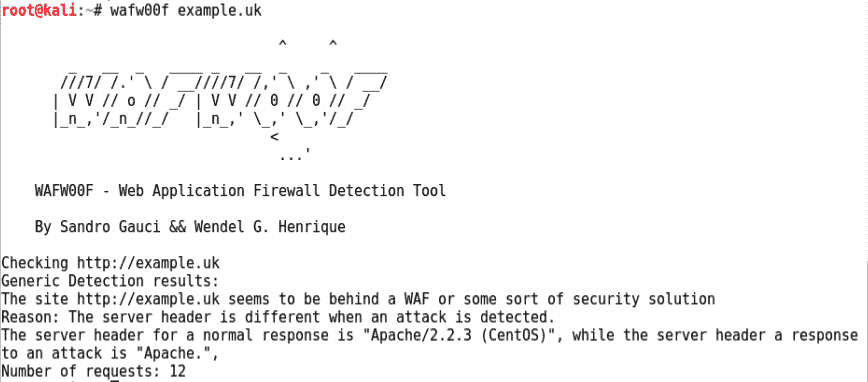 root@kali:~# wafw00f example.uk
                                 ^     ^
        _   __  _   ____ _   __  _    _   ____
       ///7/ /.' \ / __////7/ /,' \ ,' \ / __/
      | V V // o // _/ | V V // 0 // 0 // _/
      |_n_,'/_n_//_/   |_n_,' \_,' \_,'/_/
                                <
                                 ...'
WAFW00F - Web Application Firewall Detection Tool
By Sandro Gauci && Wendel G. Henrique
Checking http://example.uk
Generic Detection results:
The site http://example.uk seems to be behind a WAF or some sort of security solution
Reason: The server header is different when an attack is detected.
The server header for a normal response is "Apache/2.2.3 (CentOS)", while the server header a response
to an attack is "Apache.",
Number of requests: 12